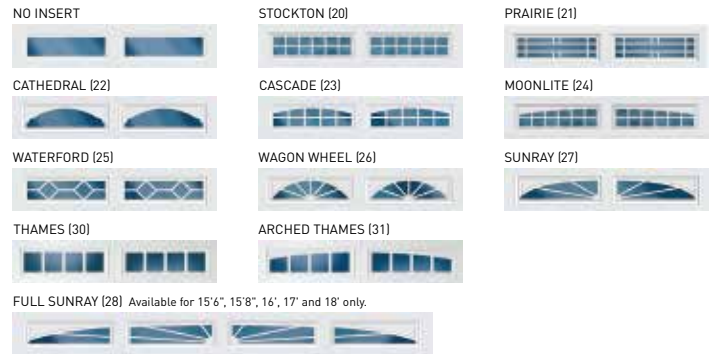 NO INSERT
STOCKTON (20)
PRAIRIE (21)
CATHEDRAL (22)
CASCADE (23)
MOONLITE (24)
WATERFORD (25)
WAGON WHEEL (26)
SUNRAY (27)
THAMES (30)
ARCHED THAMES (31)
FULL SUNRAY (28) Available for 15'6", 15'8", 16', 17' and 18' only.